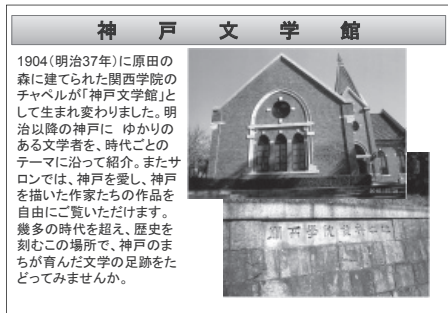 神戸文学館
1904（明治37年）に原田の
森に建てられた関西学院の
チャペルが「神戸文学館」と
して生まれ変わりました。明
治以降の神戸に ゆかりの
ある文学者を、時代ごとの
テーマに沿って紹介。またサ
ロンでは、神戸を愛し、神戸
を描いた作家たちの作品を
自由にご覧いただけます。
幾多の時代を超え、歴史を
刻むこの場所で、神戸のま
ちが育んだ文学の足跡をた
どってみませんか。